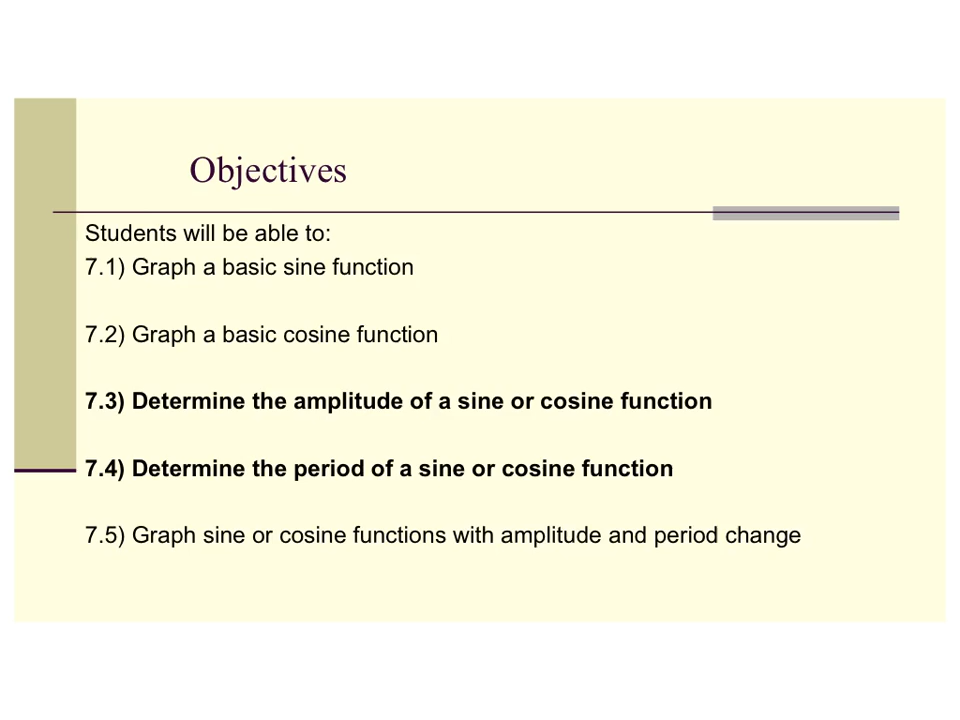 Objectives
Students will be able to:
7.1) Graph a basic sine function
7.2) Graph a basic cosine function
7.3) Determine the amplitude of a sine or cosine function
7.4) Determine the period of a sine or cosine function
7.5) Graph sine or cosine functions with amplitude and period change